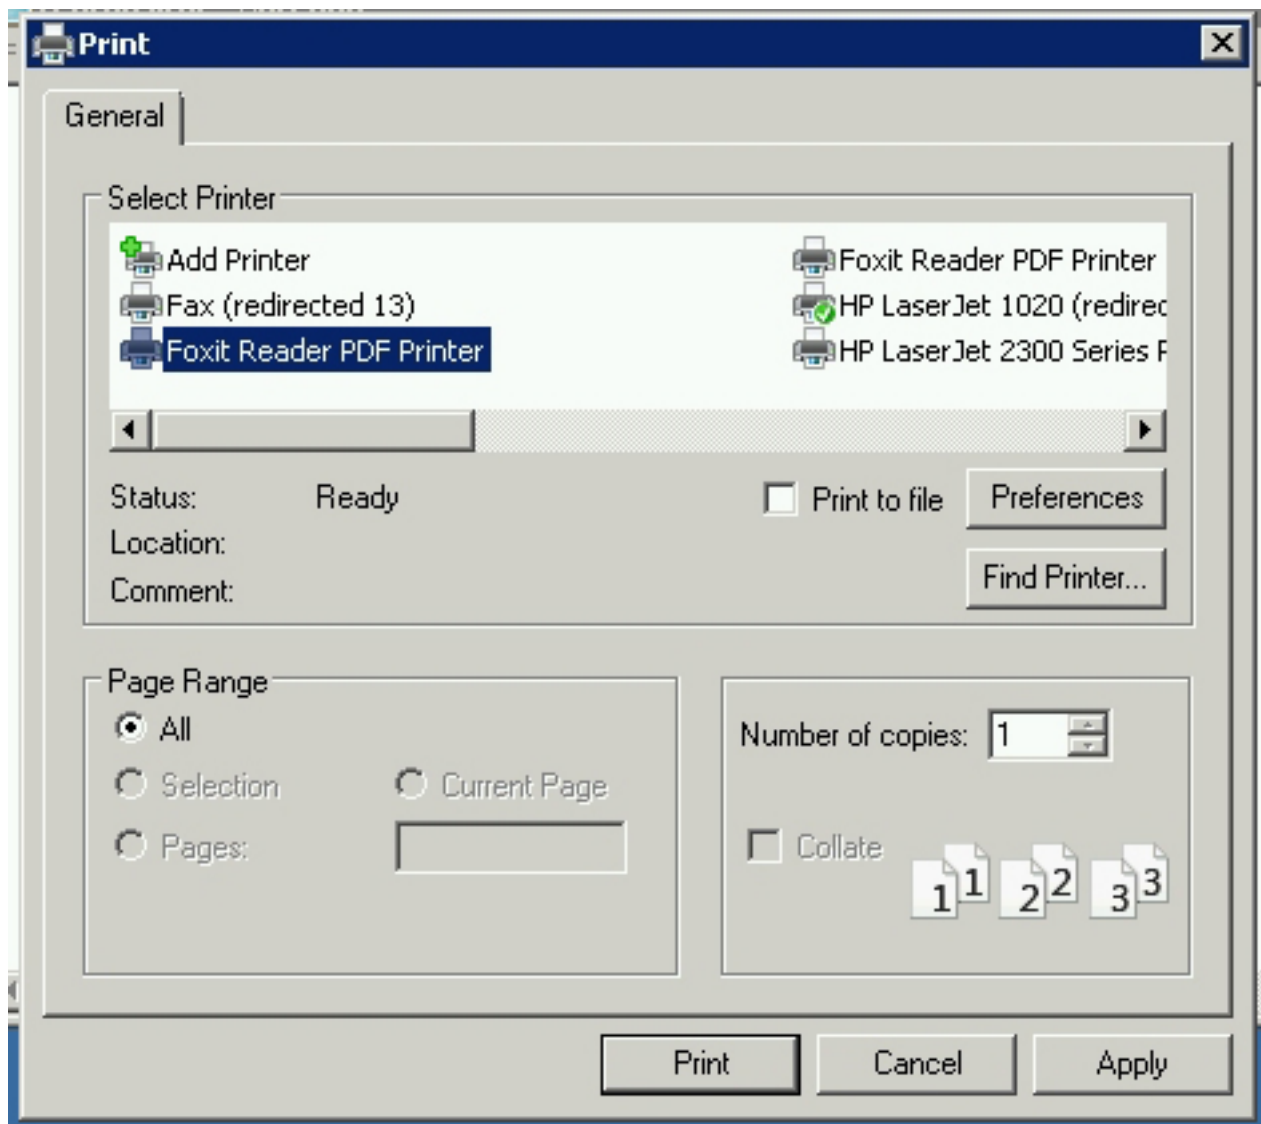 Print
General
Select Printer
Add Printer
Foxit Reader PDF Printer
Fax (redirected 13)
HP LaserJet 1020 (redirec
Foxit Reader PDF Printer
HP LaserJet 2300 Series P
Status: Ready
Print to file
Preferences
Location:
Find Printer...
Comment:
Page Range
All
Number of copies: 1
Selection
Current Page
Pages:
Collate
1 1 2 2 3 3
Print
Cancel
Apply